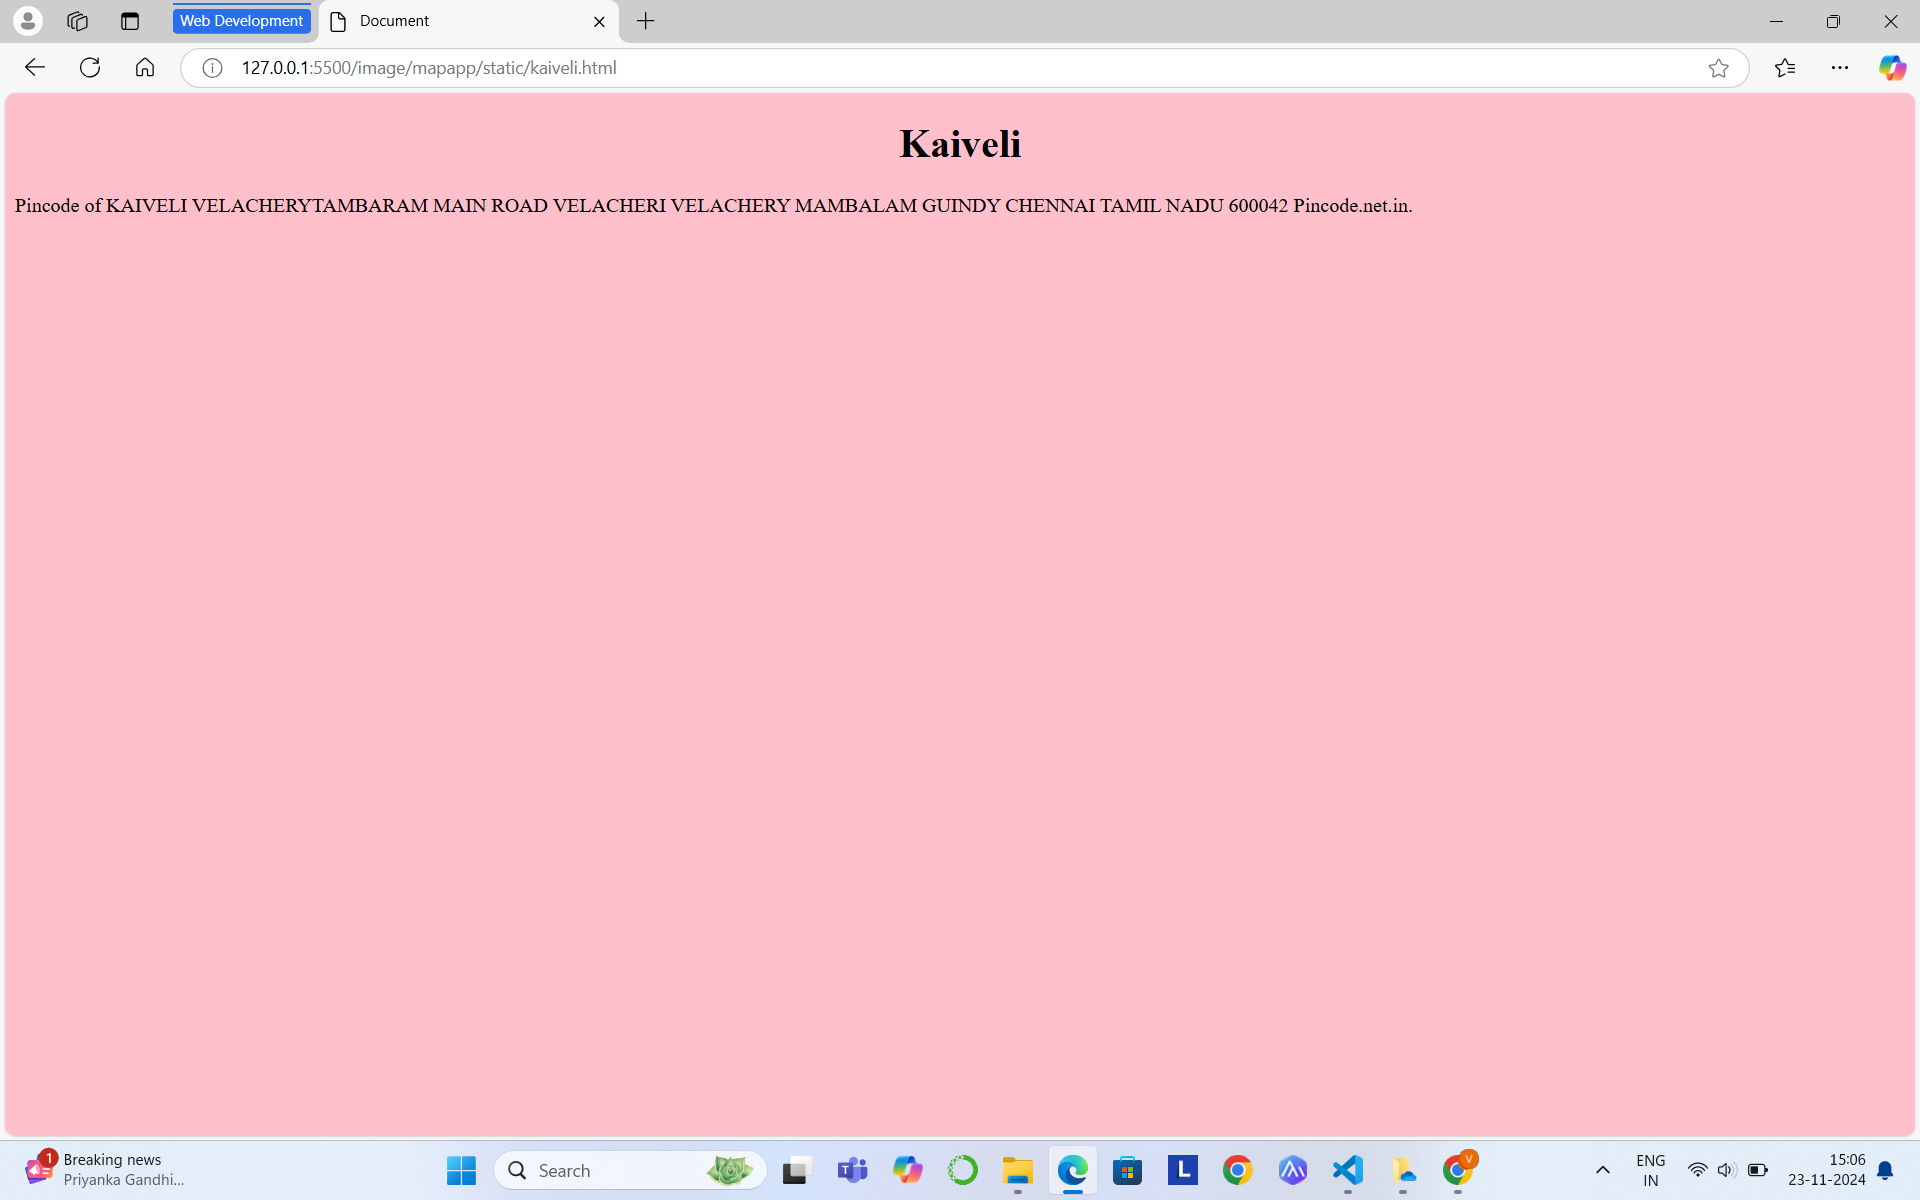 Web Development
Document
127.0.0.1:5500/image/mapapp/static/kaiveli.html
Kaiveli
Pincode of KAIVELI VELACHERYTAMBARAM MAIN ROAD VELACHERI VELACHERY MAMBALAM GUINDY CHENNAI TAMIL NADU 600042 Pincode.net.in.
1
Breaking news
Priyanka Gandhi...
Search
T
L
V
ENG
IN
15:06
23-11-2024